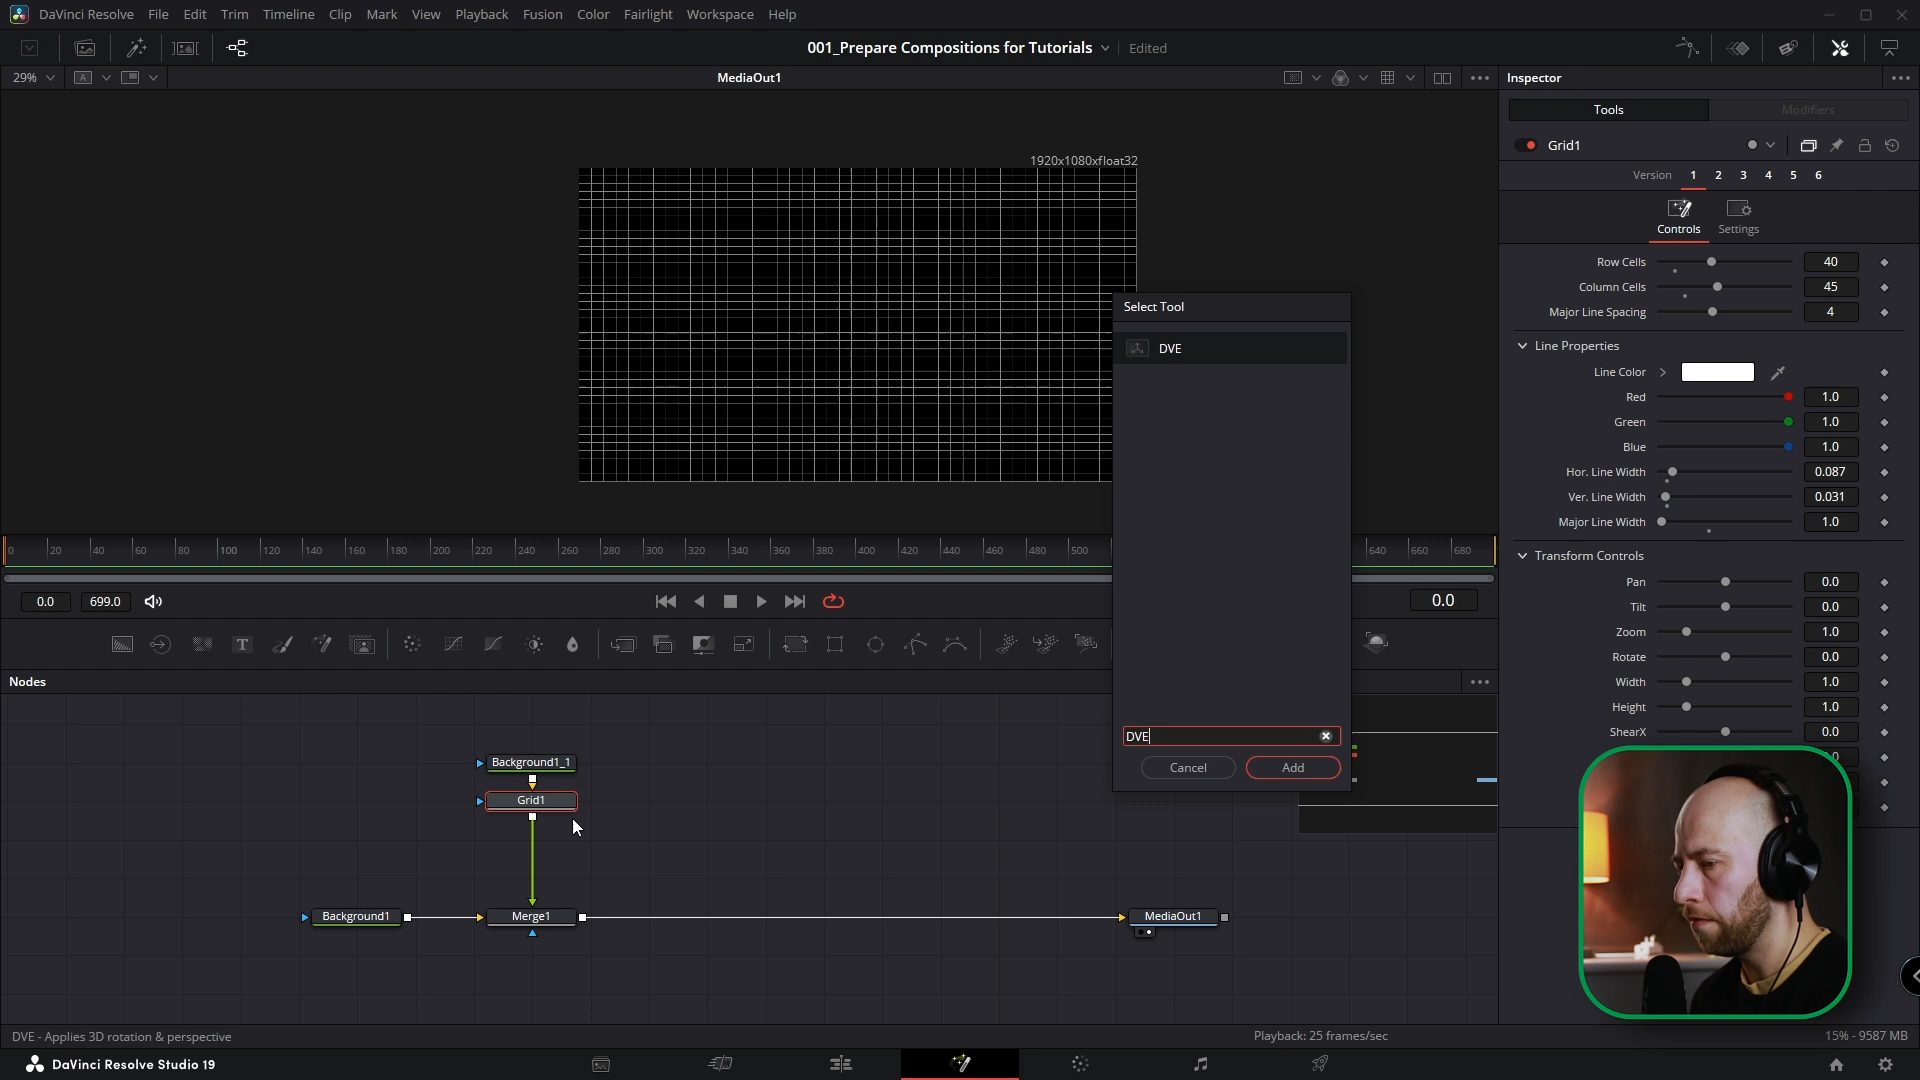 DaVinci Resolve File Edit Trim Timeline Clip Mark View Playback Fusion Color Fairlight Workspace Help
001_Prepare Compositions for Tutorials Edited
29% A MediaOut1 Inspector
Tools Modifiers
Grid1
1920x1080xfloat32
Version 1 2 3 4 5 6
Controls Settings
Row Cells 40
Column Cells 45
Major Line Spacing 4
Select Tool
DVE
Line Properties
Line Color
Red 1.0
Green 1.0
Blue 1.0
Hor. Line Width 0.087
Ver. Line Width 0.031
Major Line Width 1.0
0 20 40 60 80 100 120 140 160 180 200 220 240 260 280 300 320 340 360 380 400 420 440 460 480 500 640 660 680
Transform Controls
Pan 0.0
Tilt 0.0
Zoom 1.0
Rotate 0.0
Width 1.0
Height 1.0
ShearX 0.0
0.0 699.0 0.0
T
Nodes
DVE
Cancel Add
Background1_1
Grid1
Background1 Merge1 MediaOut1
DVE - Applies 3D rotation & perspective Playback: 25 frames/sec 15% - 9587 MB
DaVinci Resolve Studio 19